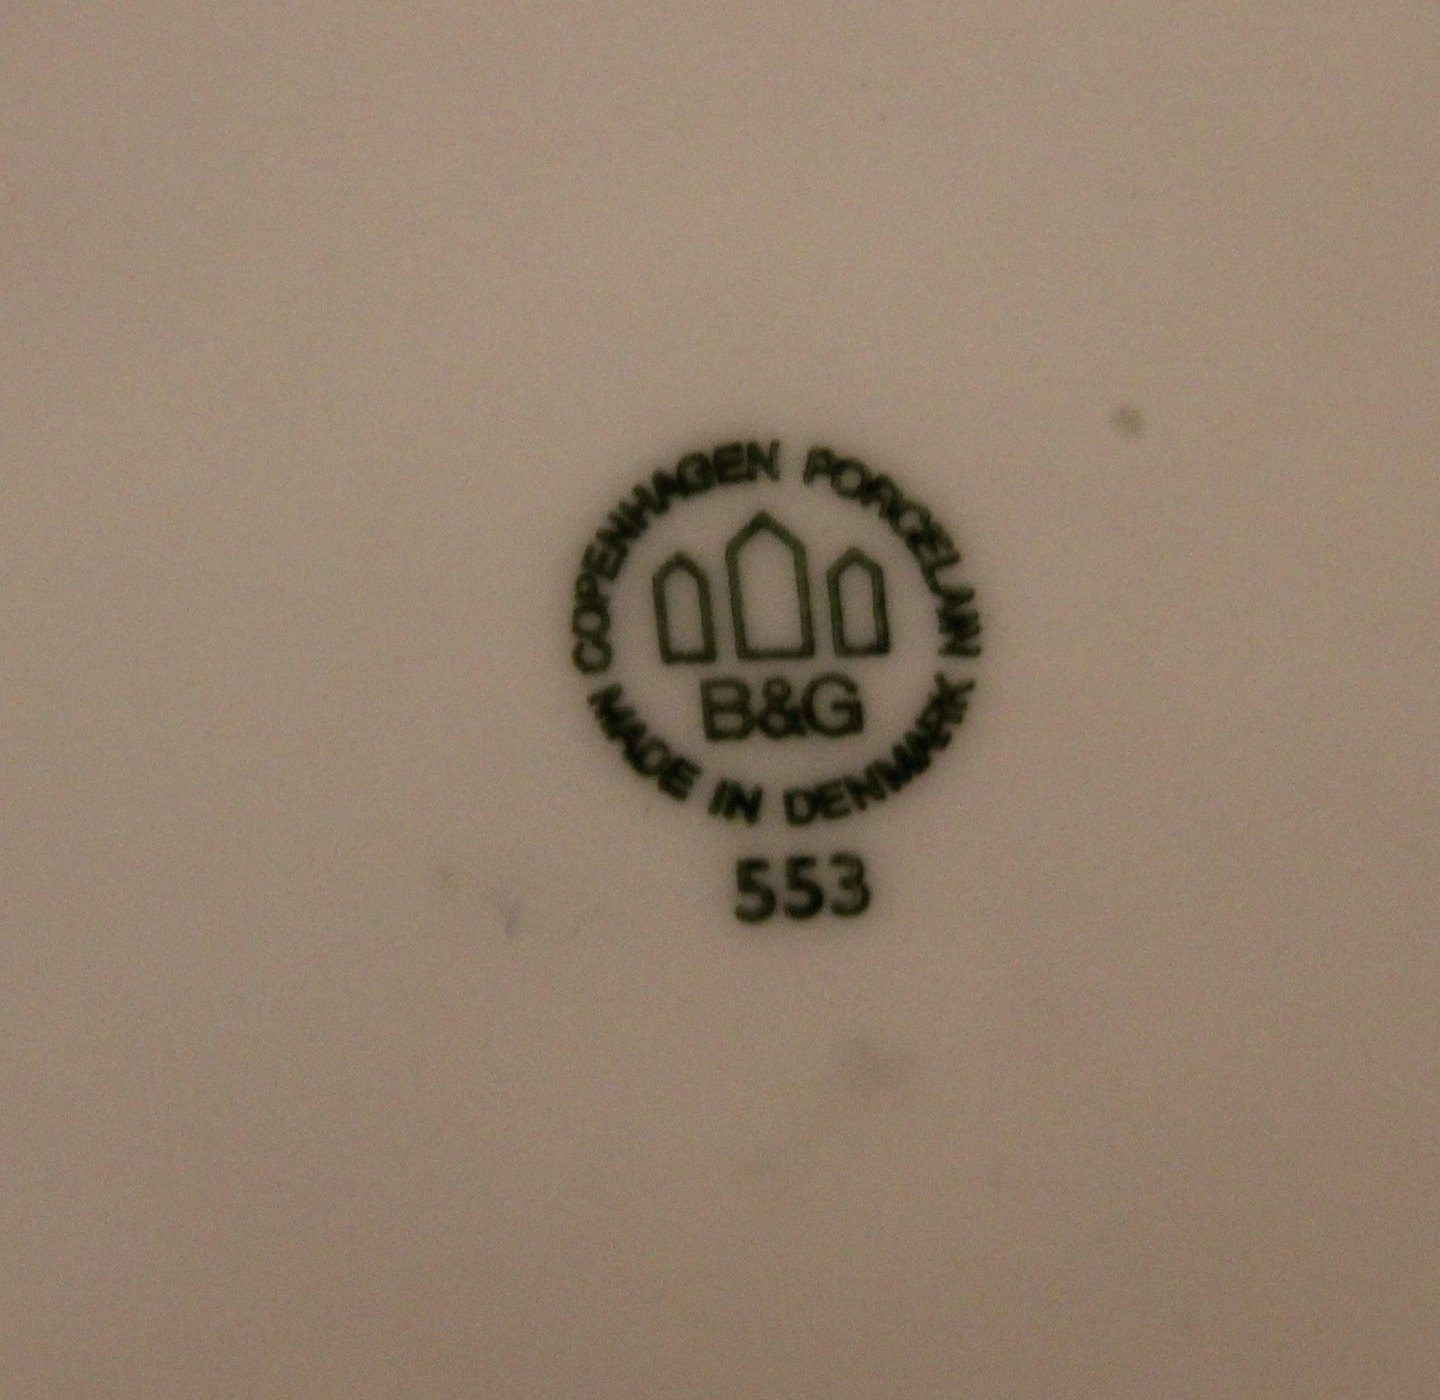 COPENHAGEN PORCELAIN
B&G
MADE IN DENMARK
553